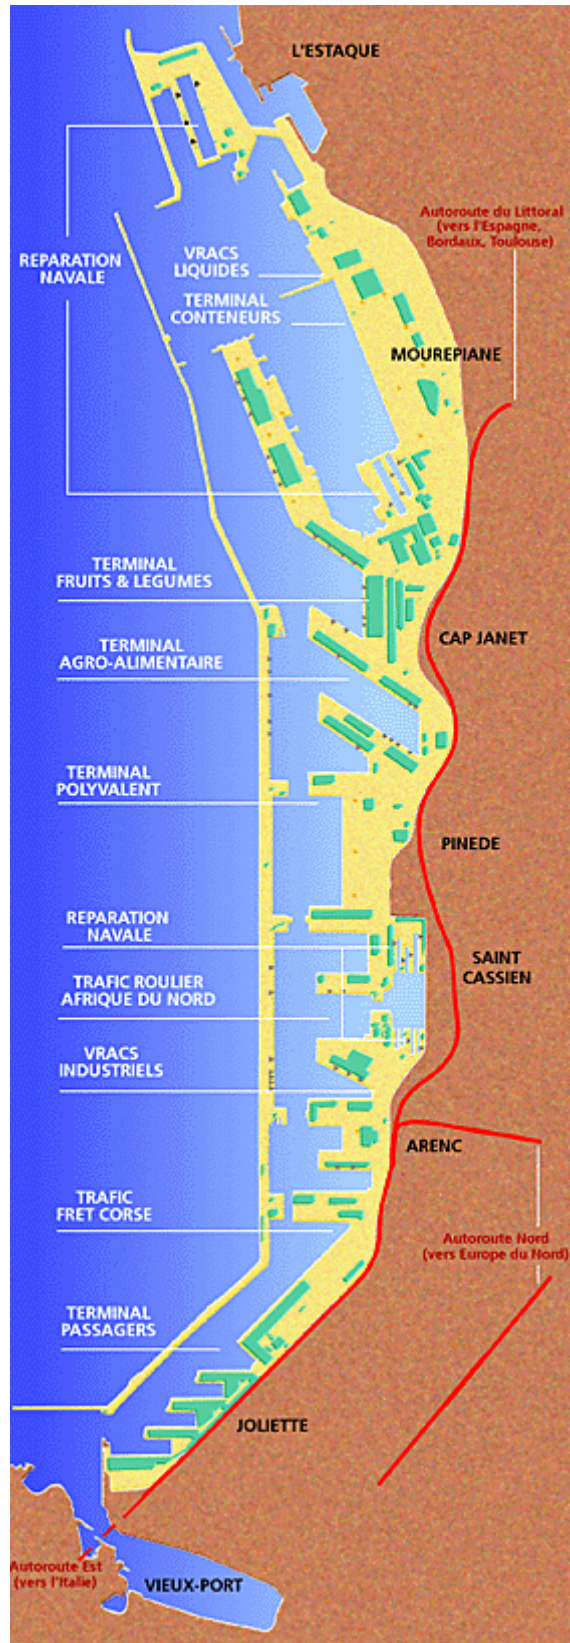 L'ESTAQUE
Autoroute du Littoral
(vers l'Espagne,
Bordaux, Toulouse)
REPARATION
NAVALE
VRACS
LIQUIDES
TERMINAL
CONTENEURS
MOUREPIANE
TERMINAL
FRUITS & LEGUMES
CAP JANET
TERMINAL
AGRO-ALIMENTAIRE
TERMINAL
POLYVALENT
PINEDE
REPARATION
NAVALE
SAINT
CASSIEN
TRAFIC ROULIER
AFRIQUE DU NORD
VRACS
INDUSTRIELS
ARENC
TRAFIC
FRET CORSE
Autoroute Nord
(vers Europe du Nord)
TERMINAL
PASSAGERS
JOLIETTE
Autoroute Est
(vers l'Italie)
VIEUX-PORT